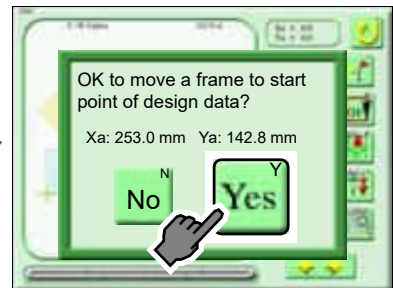 OK to move a frame to start
point of design data?
Xa: 253.0 mm Ya: 142.8 mm
N
No
Y
Yes